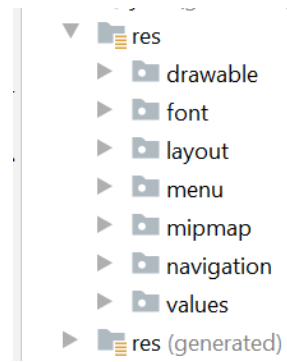 res
drawable
font
layout
menu
mipmap
navigation
values
res (generated)